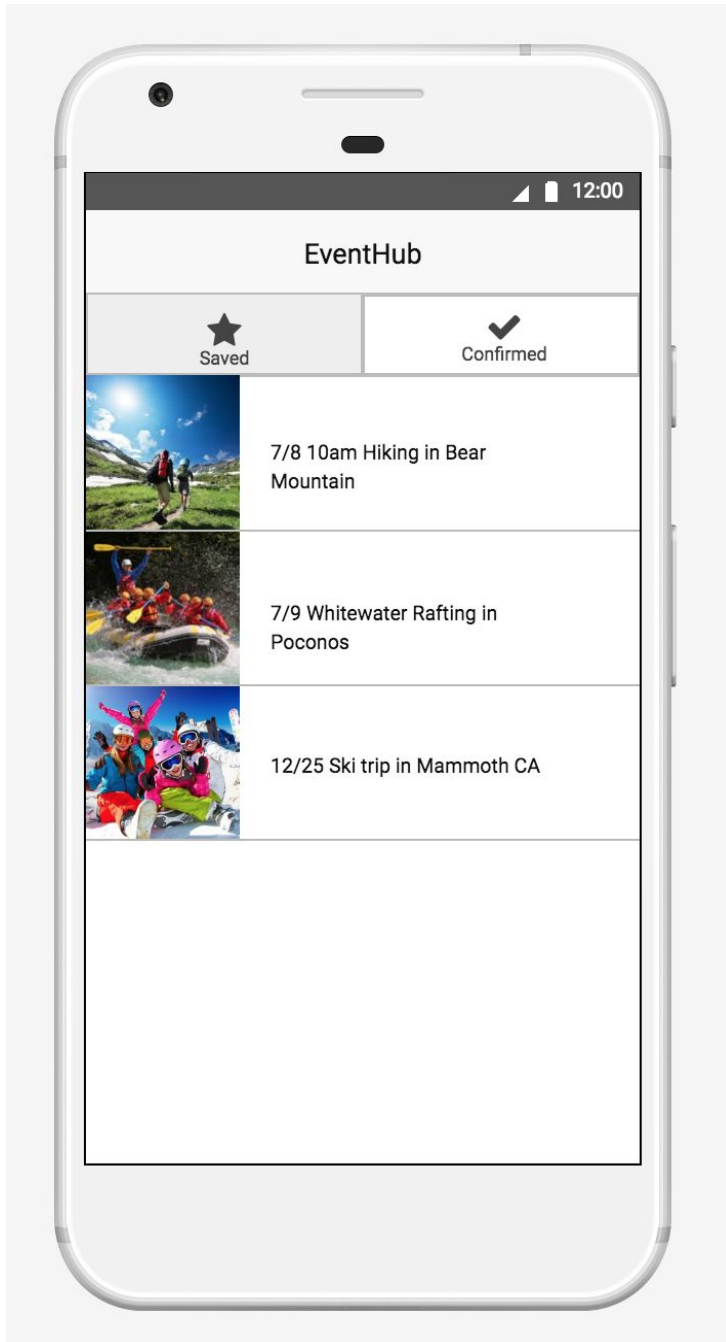 12:00
EventHub
Saved
Confirmed
7/8 10am Hiking in Bear
Mountain
7/9 Whitewater Rafting in
Poconos
12/25 Ski trip in Mammoth CA